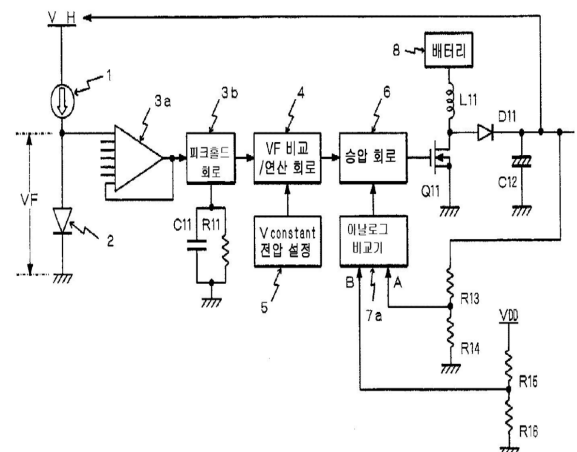 V H
8
배터리
1
3a
3b
4
6
L11
D11
피크홀드
회로
VF 비교
/연산 회로
승압 회로
VF
Q11
C12
2
C11
R11
V constant
전압 설정
5
아날로그
비교기
B
A
7a
R13
R14
VDD
R15
R16